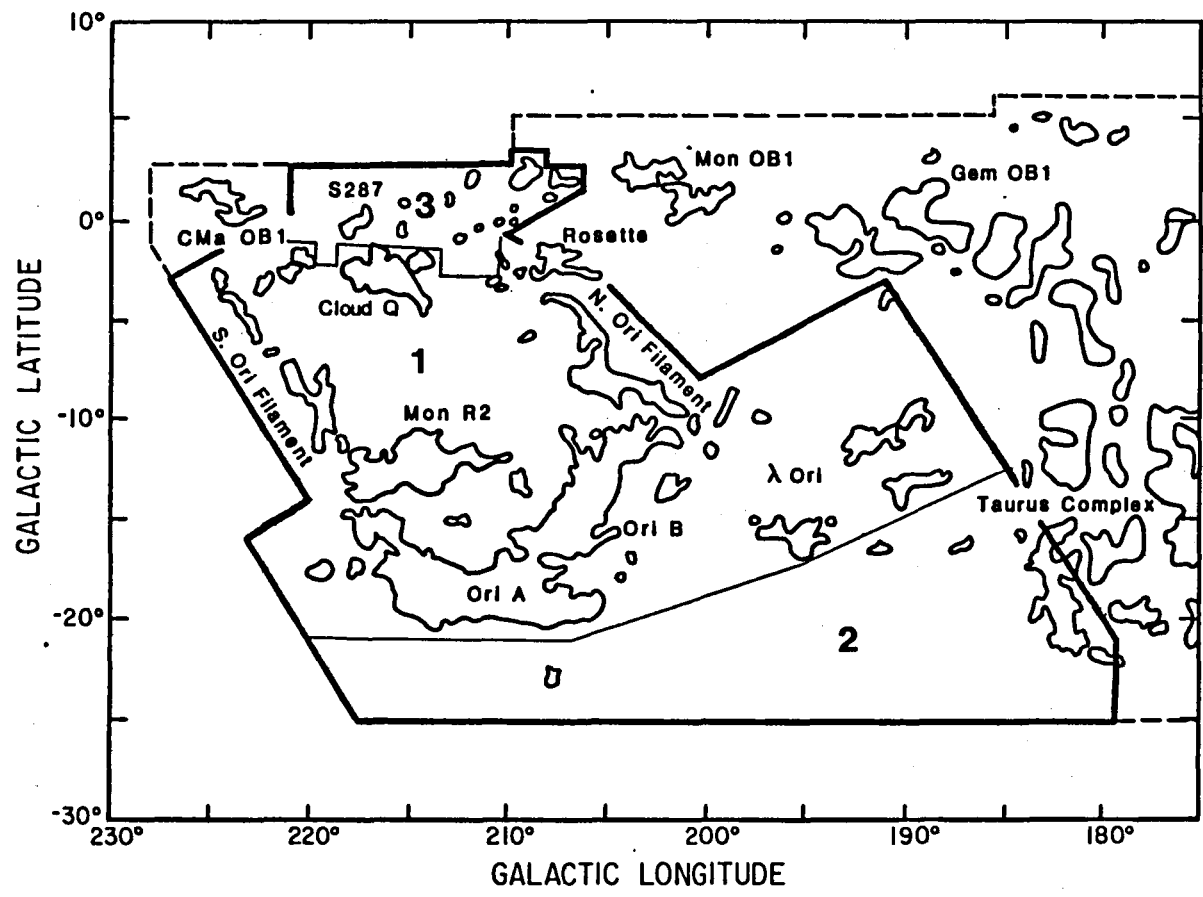 10°
Mon OB1
Gem OB1
S287
3
0°
CMa OB1
Rosette
Cloud Q
N. Ori Filament
S. Ori Filament
1
-10°
Mon R2
λ Ori
Taurus Complex
Ori B
Ori A
-20°
2
-30°
230°
220°
210°
200°
190°
180°
GALACTIC LONGITUDE
GALACTIC LATITUDE